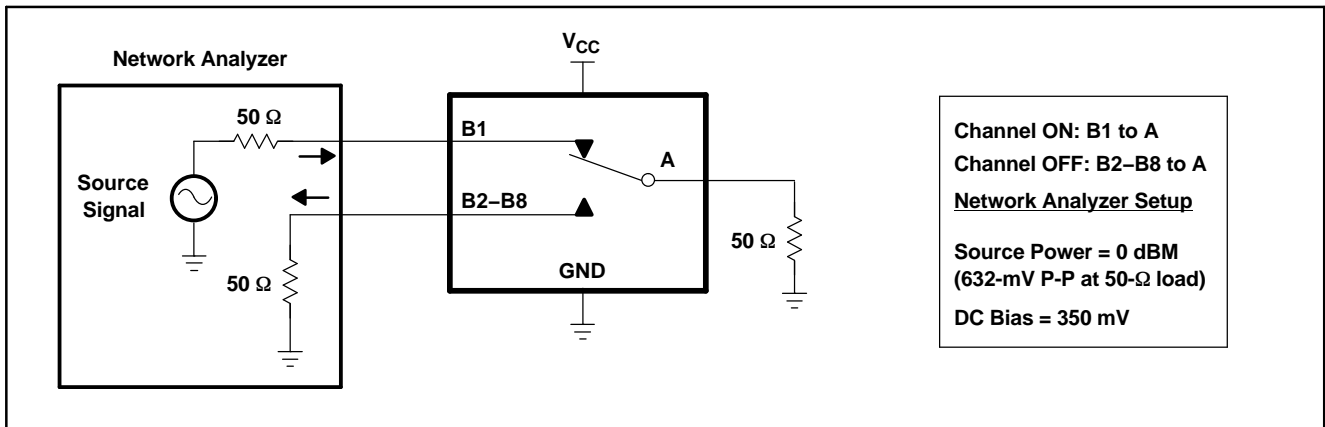 Network Analyzer
50 Ω
Source
Signal
50 Ω
VCC
B1
A
B2–B8
GND
50 Ω
Channel ON: B1 to A
Channel OFF: B2–B8 to A
Network Analyzer Setup
Source Power = 0 dBM
(632-mV P-P at 50-Ω load)
DC Bias = 350 mV